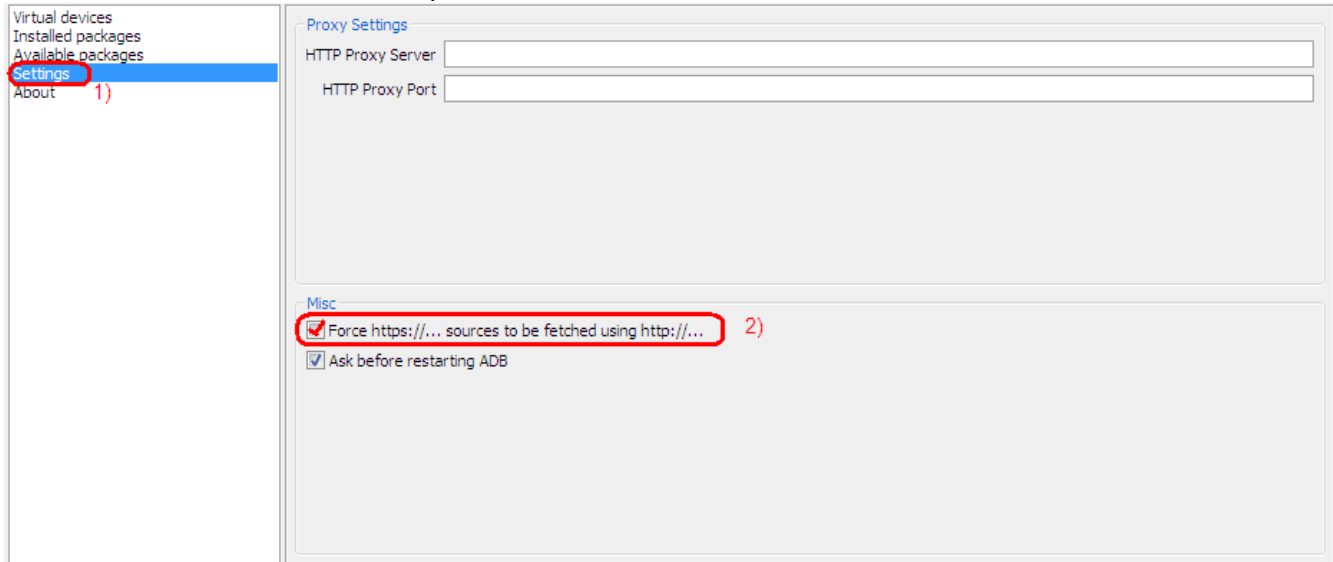 Virtual devices
Installed packages
Available packages
Settings
About 1)
Proxy Settings
HTTP Proxy Server
HTTP Proxy Port
Misc
Force https://... sources to be fetched using http://... 2)
Ask before restarting ADB